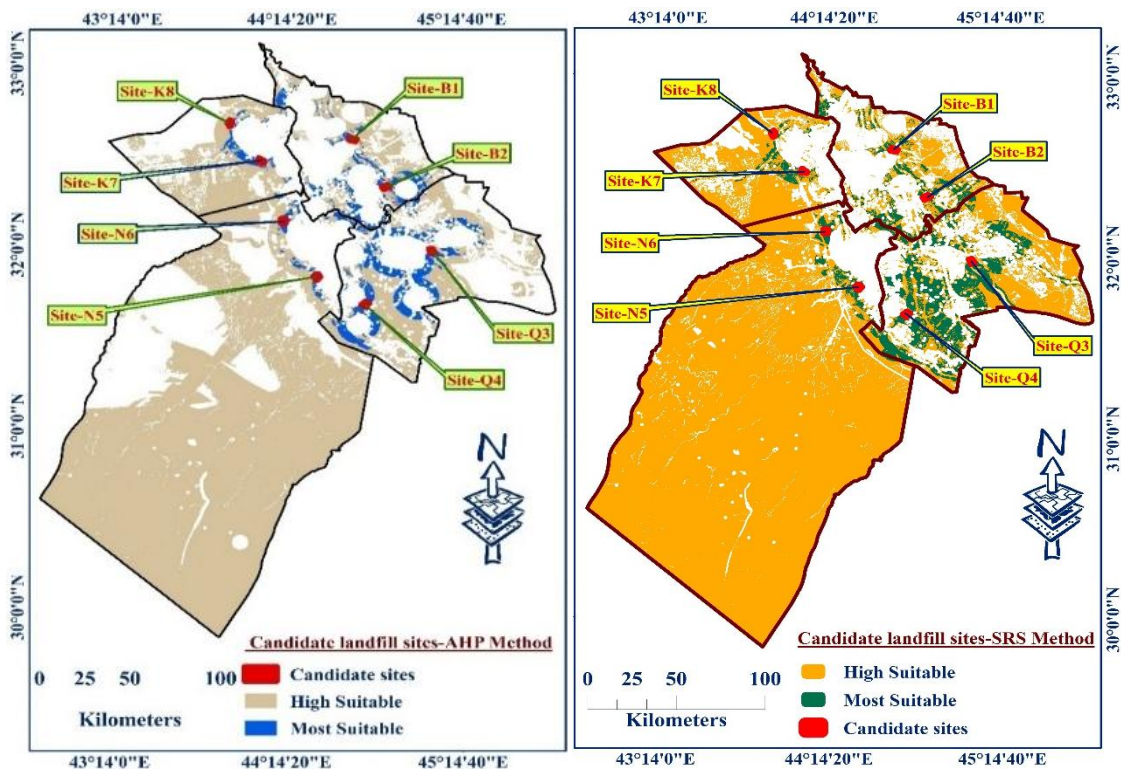 43°14'0"E 44°14'20"E 45°14'40"E
33°0'0"N
32°0'0"N
31°0'0"N
30°0'0"N
Site-K8
Site-B1
Site-B2
Site-K7
Site-N6
Site-N5
Site-Q3
Site-Q4
N
Candidate landfill sites-AHP Method
0 25 50 100
Kilometers
Candidate sites
High Suitable
Most Suitable
43°14'0"E 44°14'20"E 45°14'40"E
43°14'0"E 44°14'20"E 45°14'40"E
Site-K8
Site-B1
Site-B2
Site-K7
Site-N6
Site-N5
Site-Q3
Site-Q4
33°0'0"N
32°0'0"N
31°0'0"N
30°0'0"N
N
Candidate landfill sites-SRS Method
High Suitable
Most Suitable
Candidate sites
0 25 50 100
Kilometers
43°14'0"E 44°14'20"E 45°14'40"E